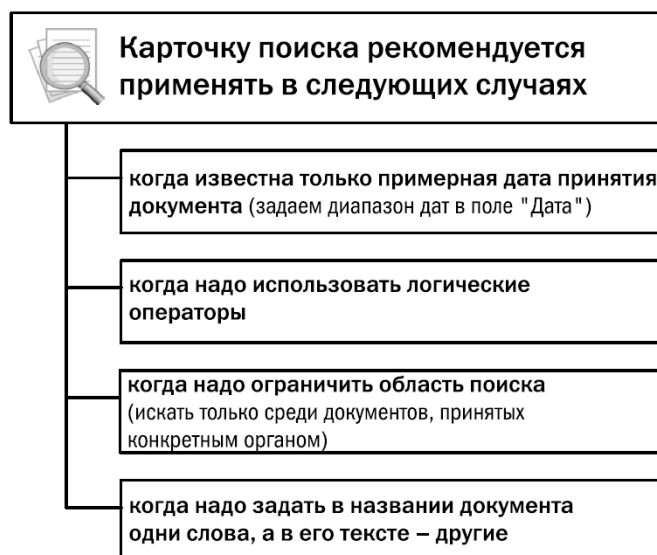 Карточку поиска рекомендуется
применять в следующих случаях
когда известна только примерная дата принятия
документа (задаем диапазон дат в поле "Дата")
когда надо использовать логические
операторы
когда надо ограничить область поиска
(искать только среди документов, принятых
конкретным органом)
когда надо задать в названии документа
одни слова, а в его тексте – другие